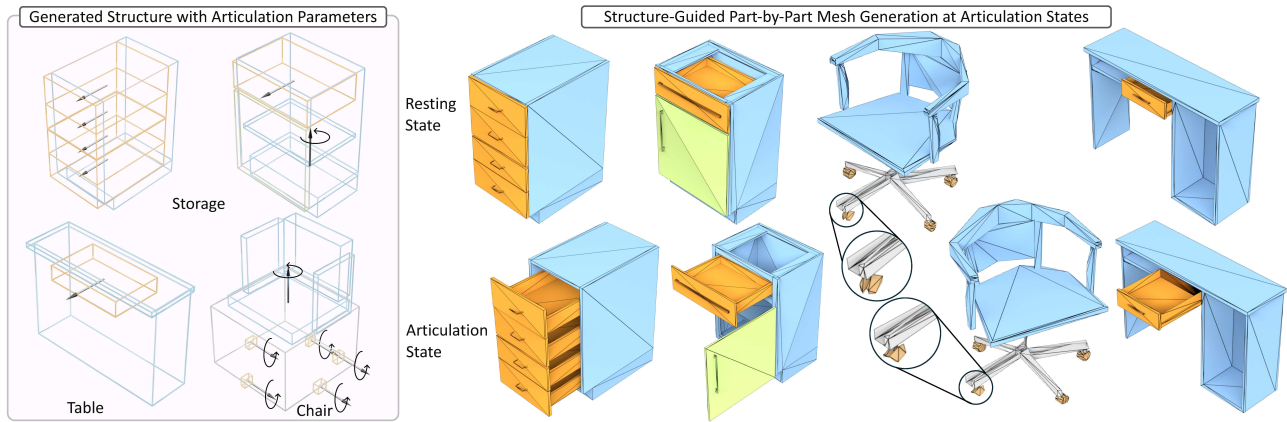 Generated Structure with Articulation Parameters
Structure-Guided Part-by-Part Mesh Generation at Articulation States
Resting
State
Storage
Articulation
State
Table
Chair